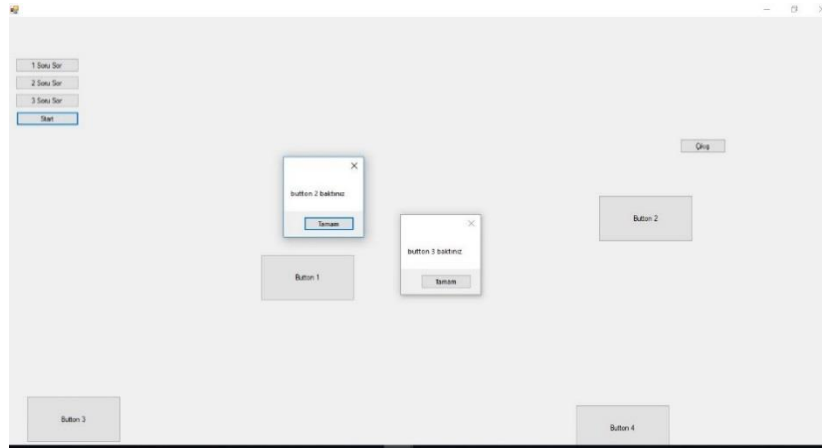 1 Soru Sor
2 Soru Sor
3 Soru Sor
Start
Çıkış
button 2 baktınız
Tamam
Button 2
button 3 baktınız
Tamam
Button 1
Button 3
Button 4